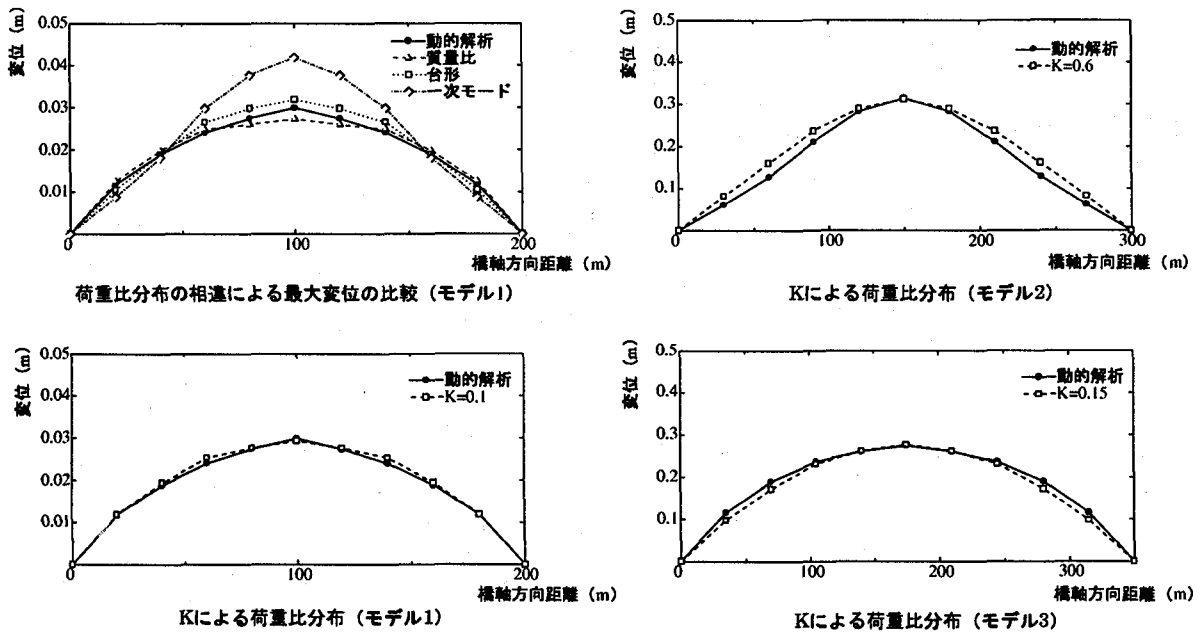 変位 (m)
0.05
0.04
0.03
0.02
0.01
0
100
200
橋軸方向距離 (m)
動的解析
質量比
台形
一次モード
荷重比分布の相違による最大変位の比較 (モデル1)
変位 (m)
0.5
0.4
0.3
0.2
0.1
0
100
200
300
橋軸方向距離 (m)
動的解析
K=0.6
Kによる荷重比分布 (モデル2)
変位 (m)
0.05
0.04
0.03
0.02
0.01
0
100
200
橋軸方向距離 (m)
動的解析
K=0.1
Kによる荷重比分布 (モデル1)
変位 (m)
0.5
0.4
0.3
0.2
0.1
0
100
200
300
橋軸方向距離 (m)
動的解析
K=0.15
Kによる荷重比分布 (モデル3)